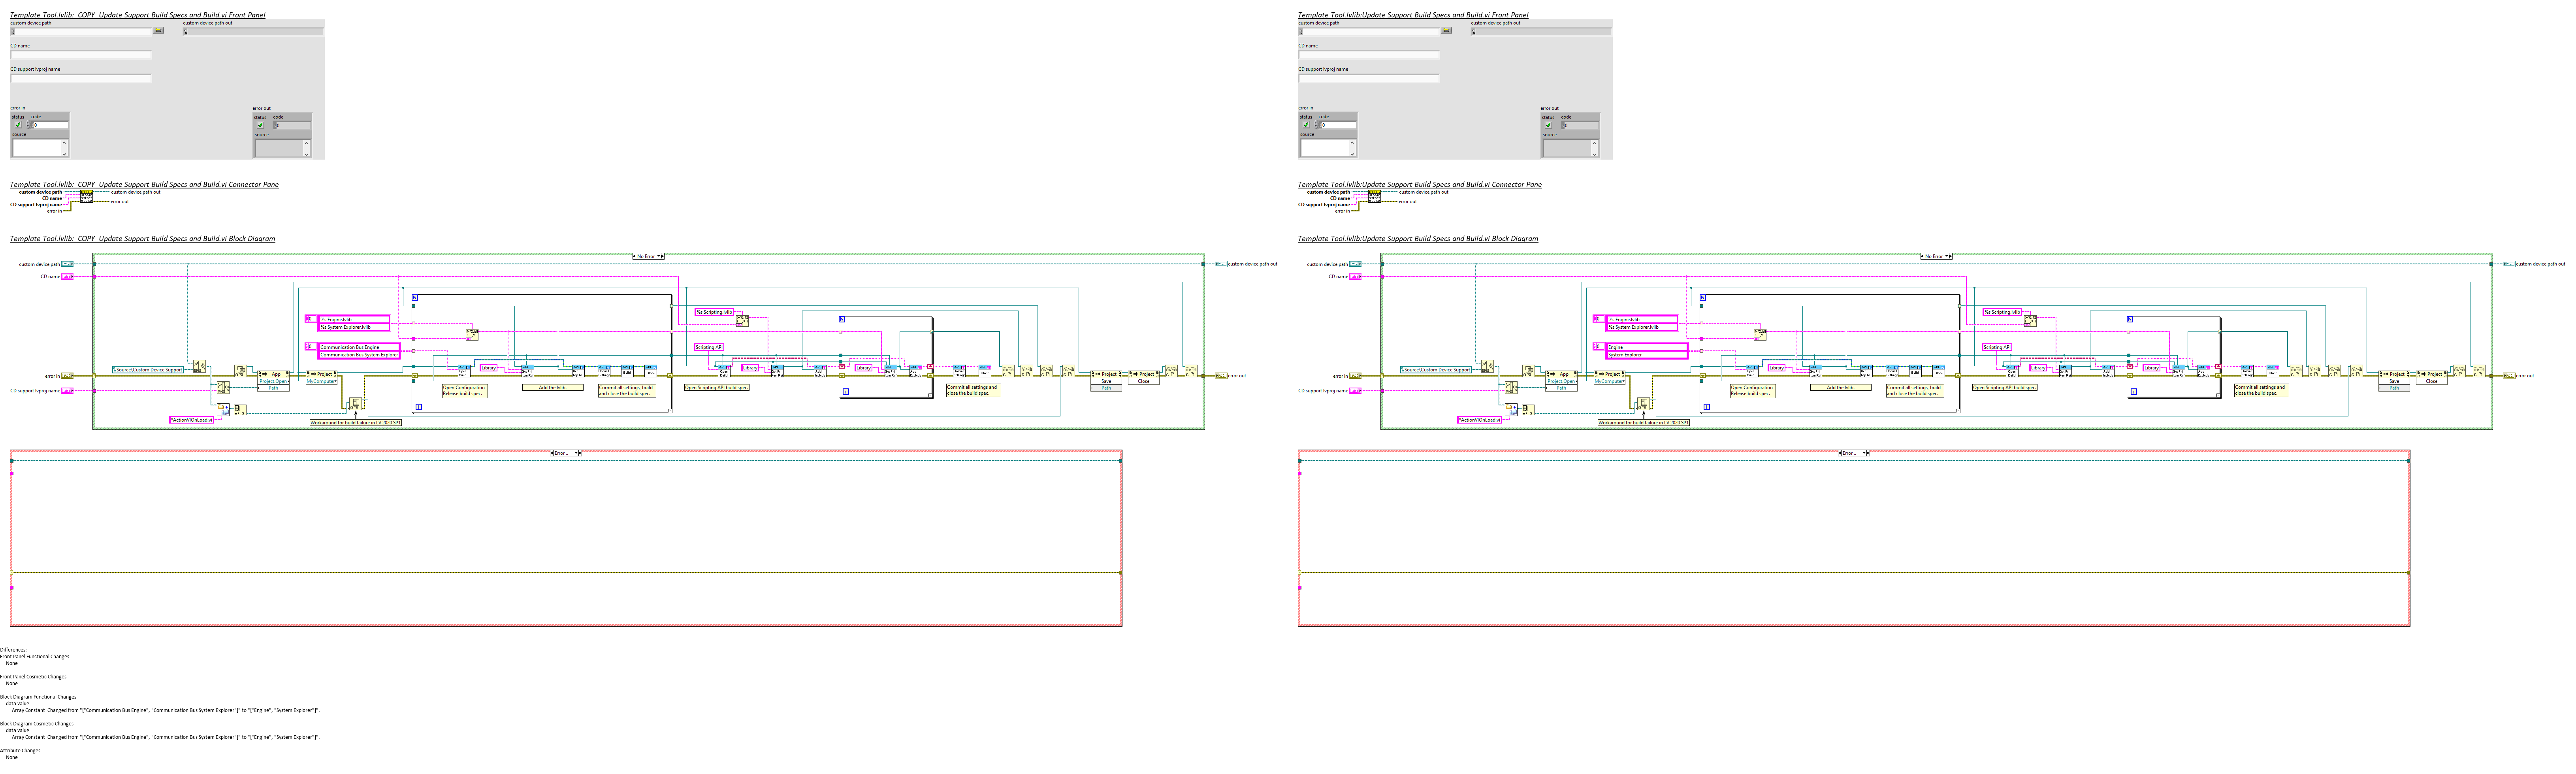 Template Tool.lvlib:  COPY  Update Support Build Specs and Build.vi Front Panel
custom device path
custom device path out
CD name
CD support lvproj name
error in
status
code
0
source
error out
status
code
0
source
Template Tool.lvlib:  COPY  Update Support Build Specs and Build.vi Connector Pane
custom device path
CD name
CD support lvproj name
error in
custom device path out
error out
Template Tool.lvlib:  COPY  Update Support Build Specs and Build.vi Block Diagram
No Error
custom device path
custom device path out
CD name
%s Engine.lvlib
%s System Explorer.lvlib
%s Scripting.lvlib
Communication Bus Engine
Communication Bus System Explorer
Scripting API
Source\Custom Device Support
error in
CD support lvproj name
App
Project.Open
Path
Project
MyComputer
Library
Open Configuration
Release build spec.
Add the lvlib.
Commit all settings, build
and close the build spec.
Open Scripting API build spec.
Library
Library
Commit all settings and
close the build spec.
Project
Save
Path
Project
Close
error out
ActionVIOnLoad.vi
Workaround for build failure in LV 2020 SP1
Error
Template Tool.lvlib:Update Support Build Specs and Build.vi Front Panel
custom device path
custom device path out
CD name
CD support lvproj name
error in
status
code
0
source
error out
status
code
0
source
Template Tool.lvlib:Update Support Build Specs and Build.vi Connector Pane
custom device path
CD name
CD support lvproj name
error in
custom device path out
error out
Template Tool.lvlib:Update Support Build Specs and Build.vi Block Diagram
No Error
custom device path
custom device path out
CD name
%s Engine.lvlib
%s System Explorer.lvlib
%s Scripting.lvlib
Engine
System Explorer
Scripting API
Source\Custom Device Support
error in
CD support lvproj name
App
Project.Open
Path
Project
MyComputer
Library
Open Configuration
Release build spec.
Add the lvlib.
Commit all settings, build
and close the build spec.
Open Scripting API build spec.
Library
Library
Commit all settings and
close the build spec.
Project
Save
Path
Project
Close
error out
ActionVIOnLoad.vi
Workaround for build failure in LV 2020 SP1
Error
Differences:
Front Panel Functional Changes
None
Front Panel Cosmetic Changes
None
Block Diagram Functional Changes
data value
Array Constant  Changed from "["Communication Bus Engine", "Communication Bus System Explorer"]" to "["Engine", "System Explorer"]".
Block Diagram Cosmetic Changes
data value
Array Constant  Changed from "["Communication Bus Engine", "Communication Bus System Explorer"]" to "["Engine", "System Explorer"]".
Attribute Changes
None